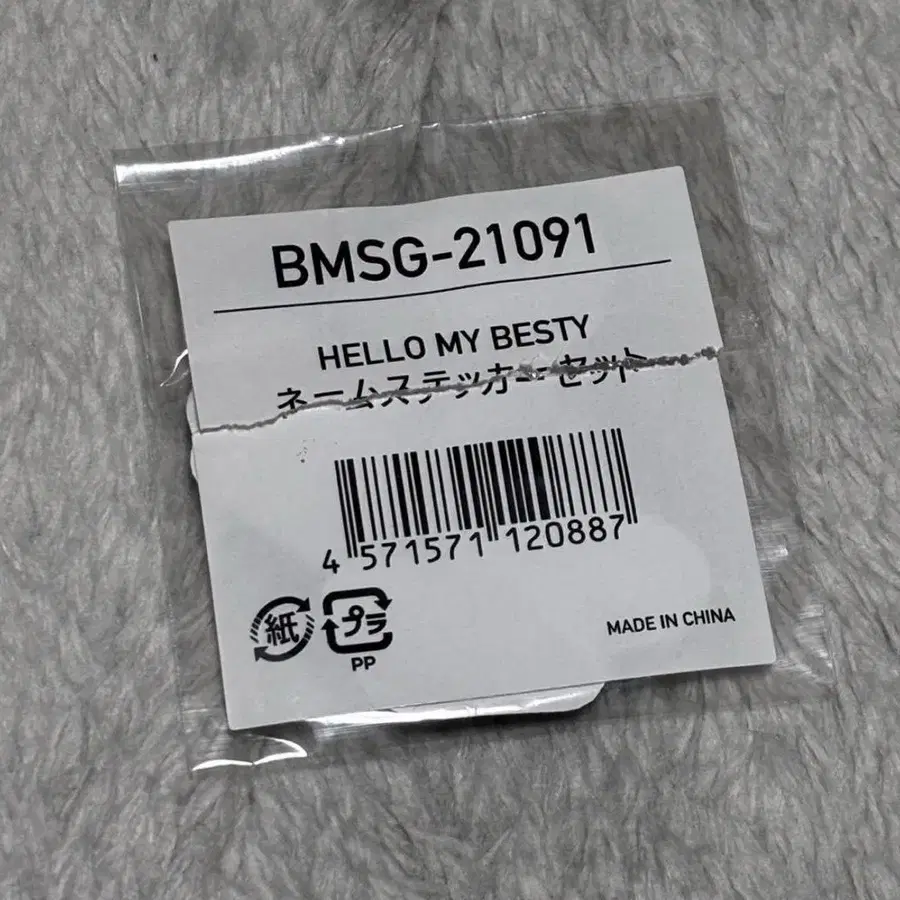 BMSG-21091
HELLO MY BESTY
ネームステッカーセット
4 571571 120887
紙
プラ
PP
MADE IN CHINA